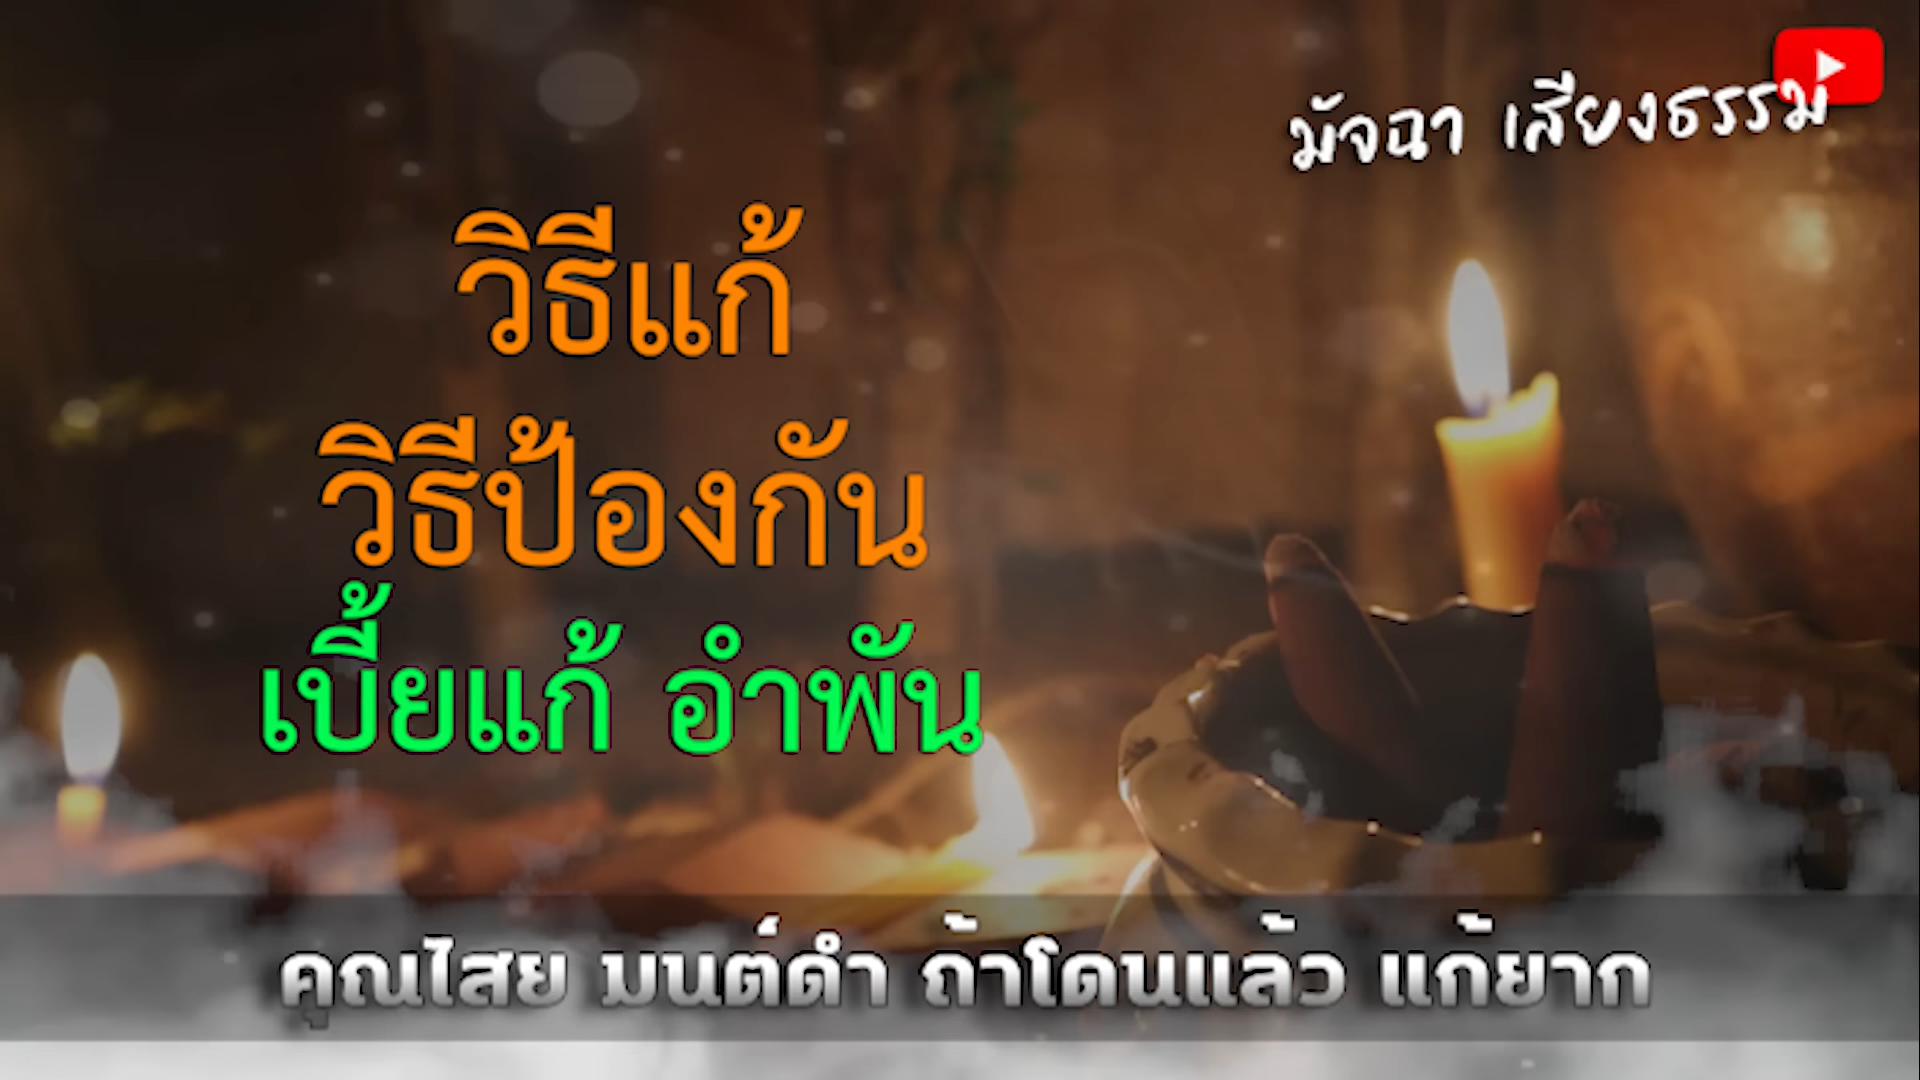 มัจฉา เสียงธรรม
วิธีแก้
วิธีป้องกัน
เบี้ยแก้ อำพัน
คุณไสย มนต์ดำ ถ้าโดนแล้ว แก้ยาก